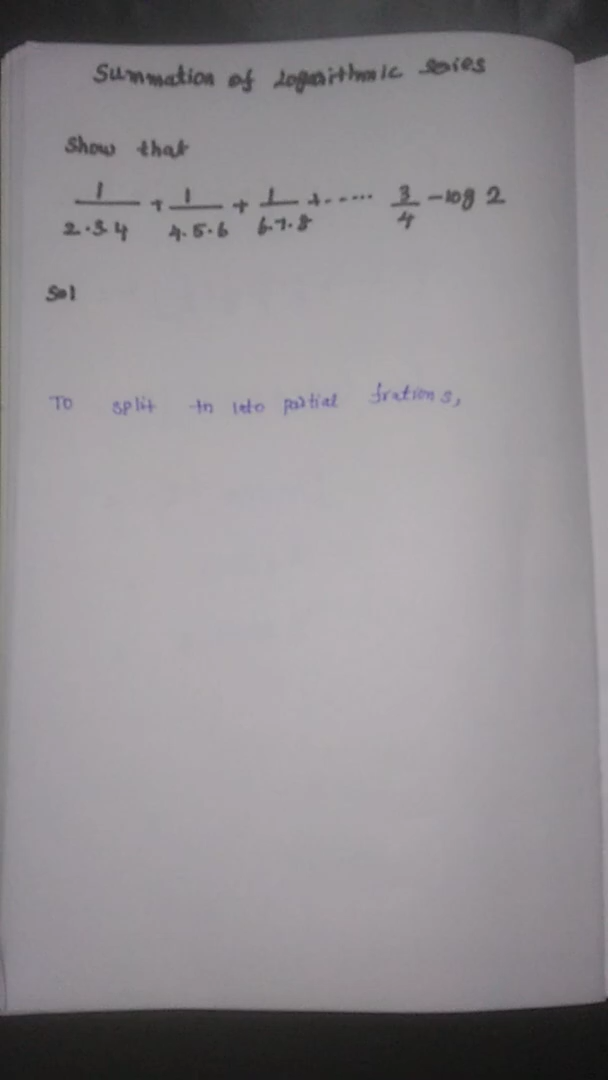 Summation of Logarithmic Series
Show that
1/2.3.4 + 1/4.5.6 + 1/6.7.8 + ..... 3/4 - log 2
Sol
To split tn into partial frations,